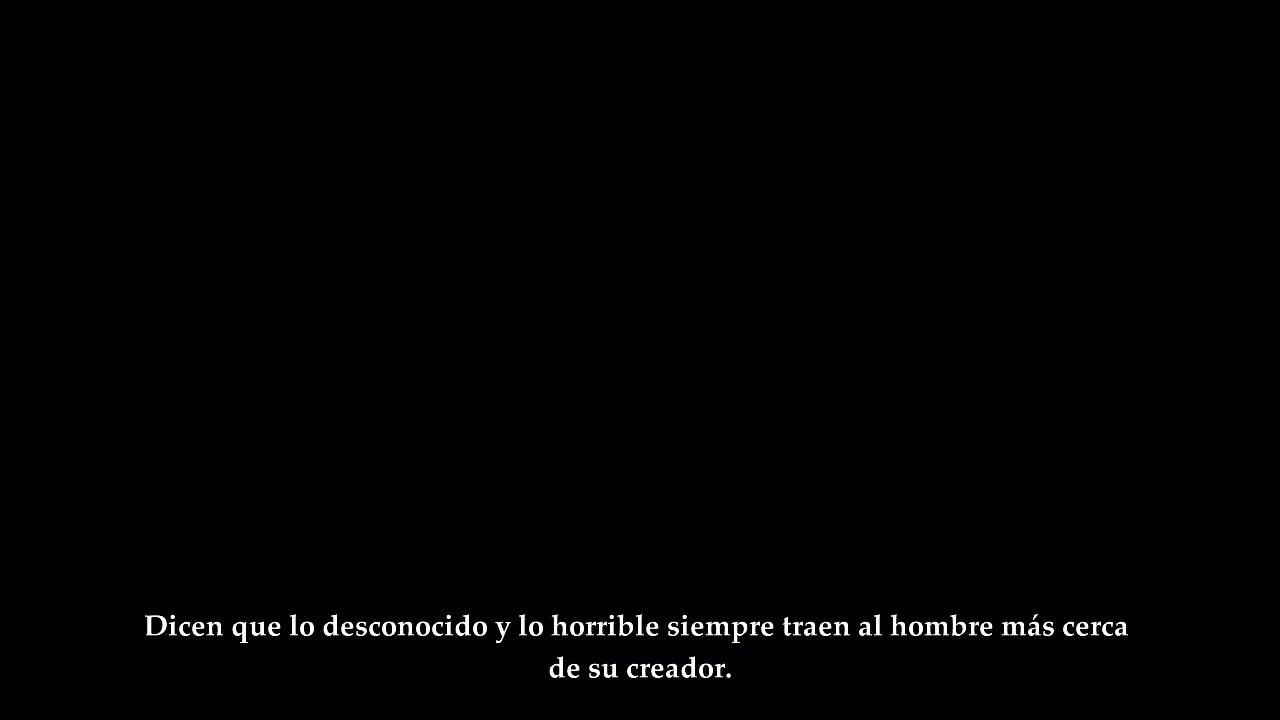 Dicen que lo desconocido y lo horrible siempre traen al hombre más cerca
de su creador.